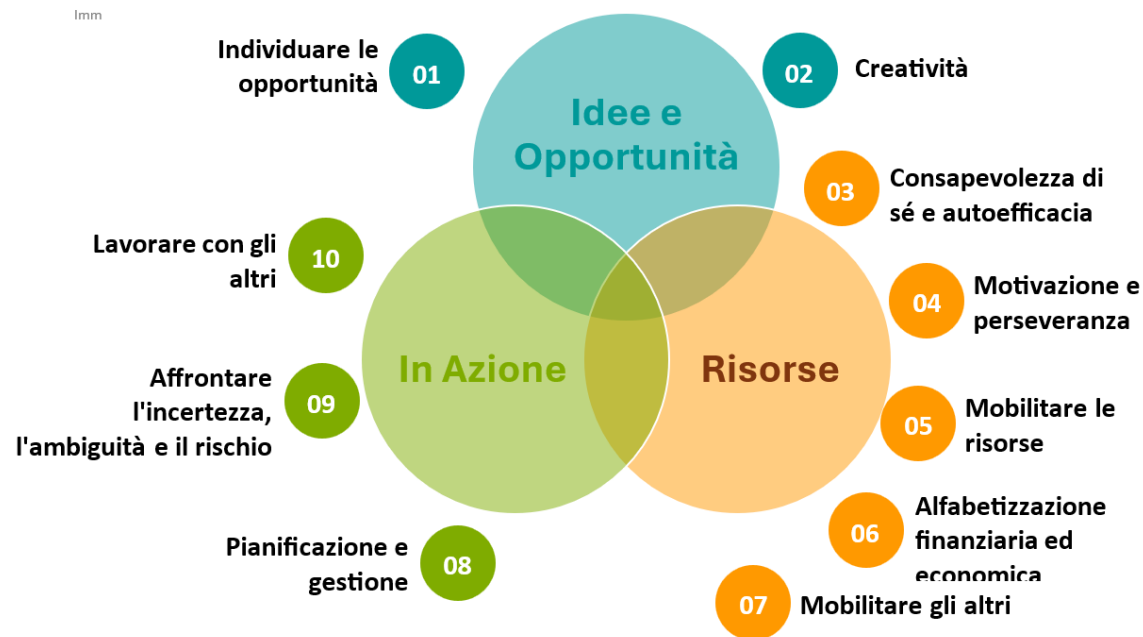 Imm
Individuare le
opportunità
01
Idee e
Opportunità
02
Creatività
03
Consapevolezza di
sé e autoefficacia
Lavorare con gli
altri
10
04
Motivazione e
perseveranza
In Azione
Risorse
Affrontare
l'incertezza,
l'ambiguità e il rischio
09
05
Mobilitare le
risorse
06
Alfabetizzazione
finanziaria ed
economica
Pianificazione e
gestione
08
07
Mobilitare gli altri